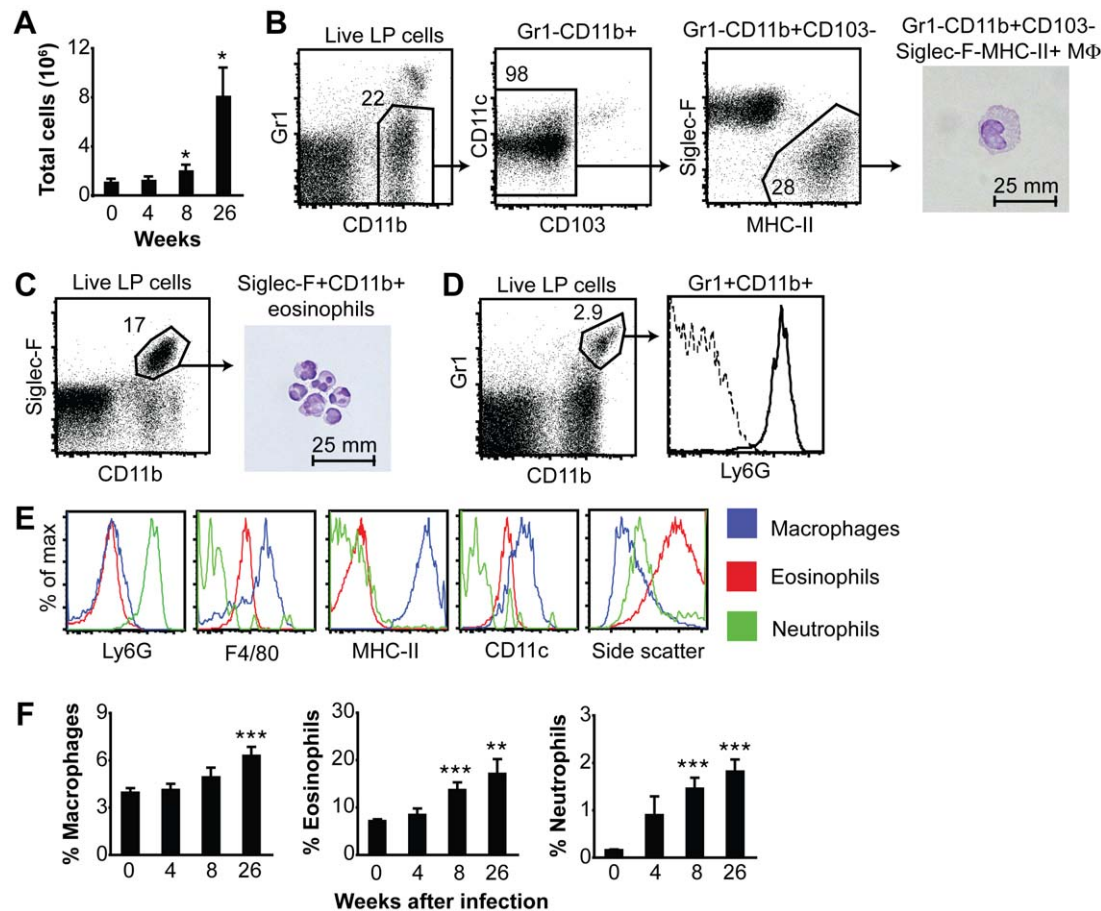 A
Total cells (10⁶)
12
8
4
0
*
*
0 4 8 26
Weeks
B
Live LP cells
Gr1
22
CD11b
Gr1-CD11b+
98
CD11c
CD103
Gr1-CD11b+CD103-
Siglec-F
28
MHC-II
Gr1-CD11b+CD103-
Siglec-F-MHC-II+ MΦ
25 mm
C
Live LP cells
17
Siglec-F
CD11b
Siglec-F+CD11b+
eosinophils
25 mm
D
Live LP cells
2.9
Gr1
CD11b
Gr1+CD11b+
Ly6G
E
% of max
Ly6G
F4/80
MHC-II
CD11c
Side scatter
Macrophages
Eosinophils
Neutrophils
F
% Macrophages
9
6
3
0
***
0 4 8 26
% Eosinophils
30
20
10
0
***
**
0 4 8 26
% Neutrophils
3
2
1
0
***
***
0 4 8 26
Weeks after infection